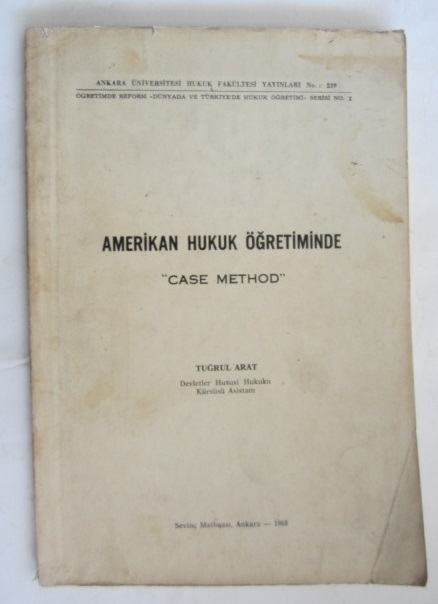 ANKARA ÜNİVERSİTESİ HUKUK FAKÜLTESİ YAYINLARI No. : 239
ÖĞRETİMDE REFORM «DÜNYADA VE TÜRKİYE'DE HUKUK ÖĞRETİMİ» SERİSİ NO. 2
AMERİKAN HUKUK ÖĞRETİMİNDE
"CASE METHOD"
TUĞRUL ARAT
Devletler Hususî Hukuku
Kürsüsü Asistanı
Sevinç Matbaası, Ankara — 1968